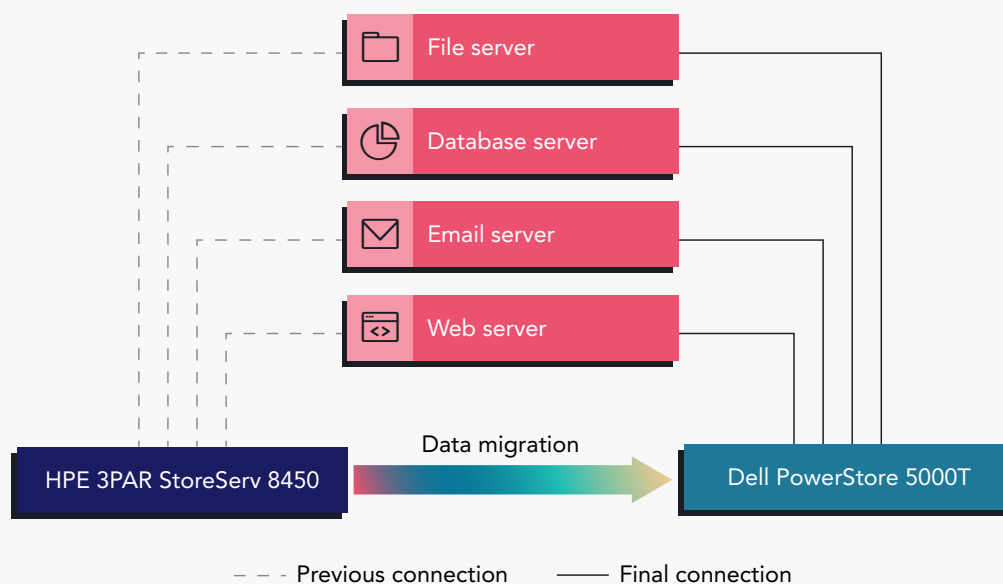 File server
Database server
Email server
Web server
Data migration
HPE 3PAR StoreServ 8450
Dell PowerStore 5000T
Previous connection
Final connection